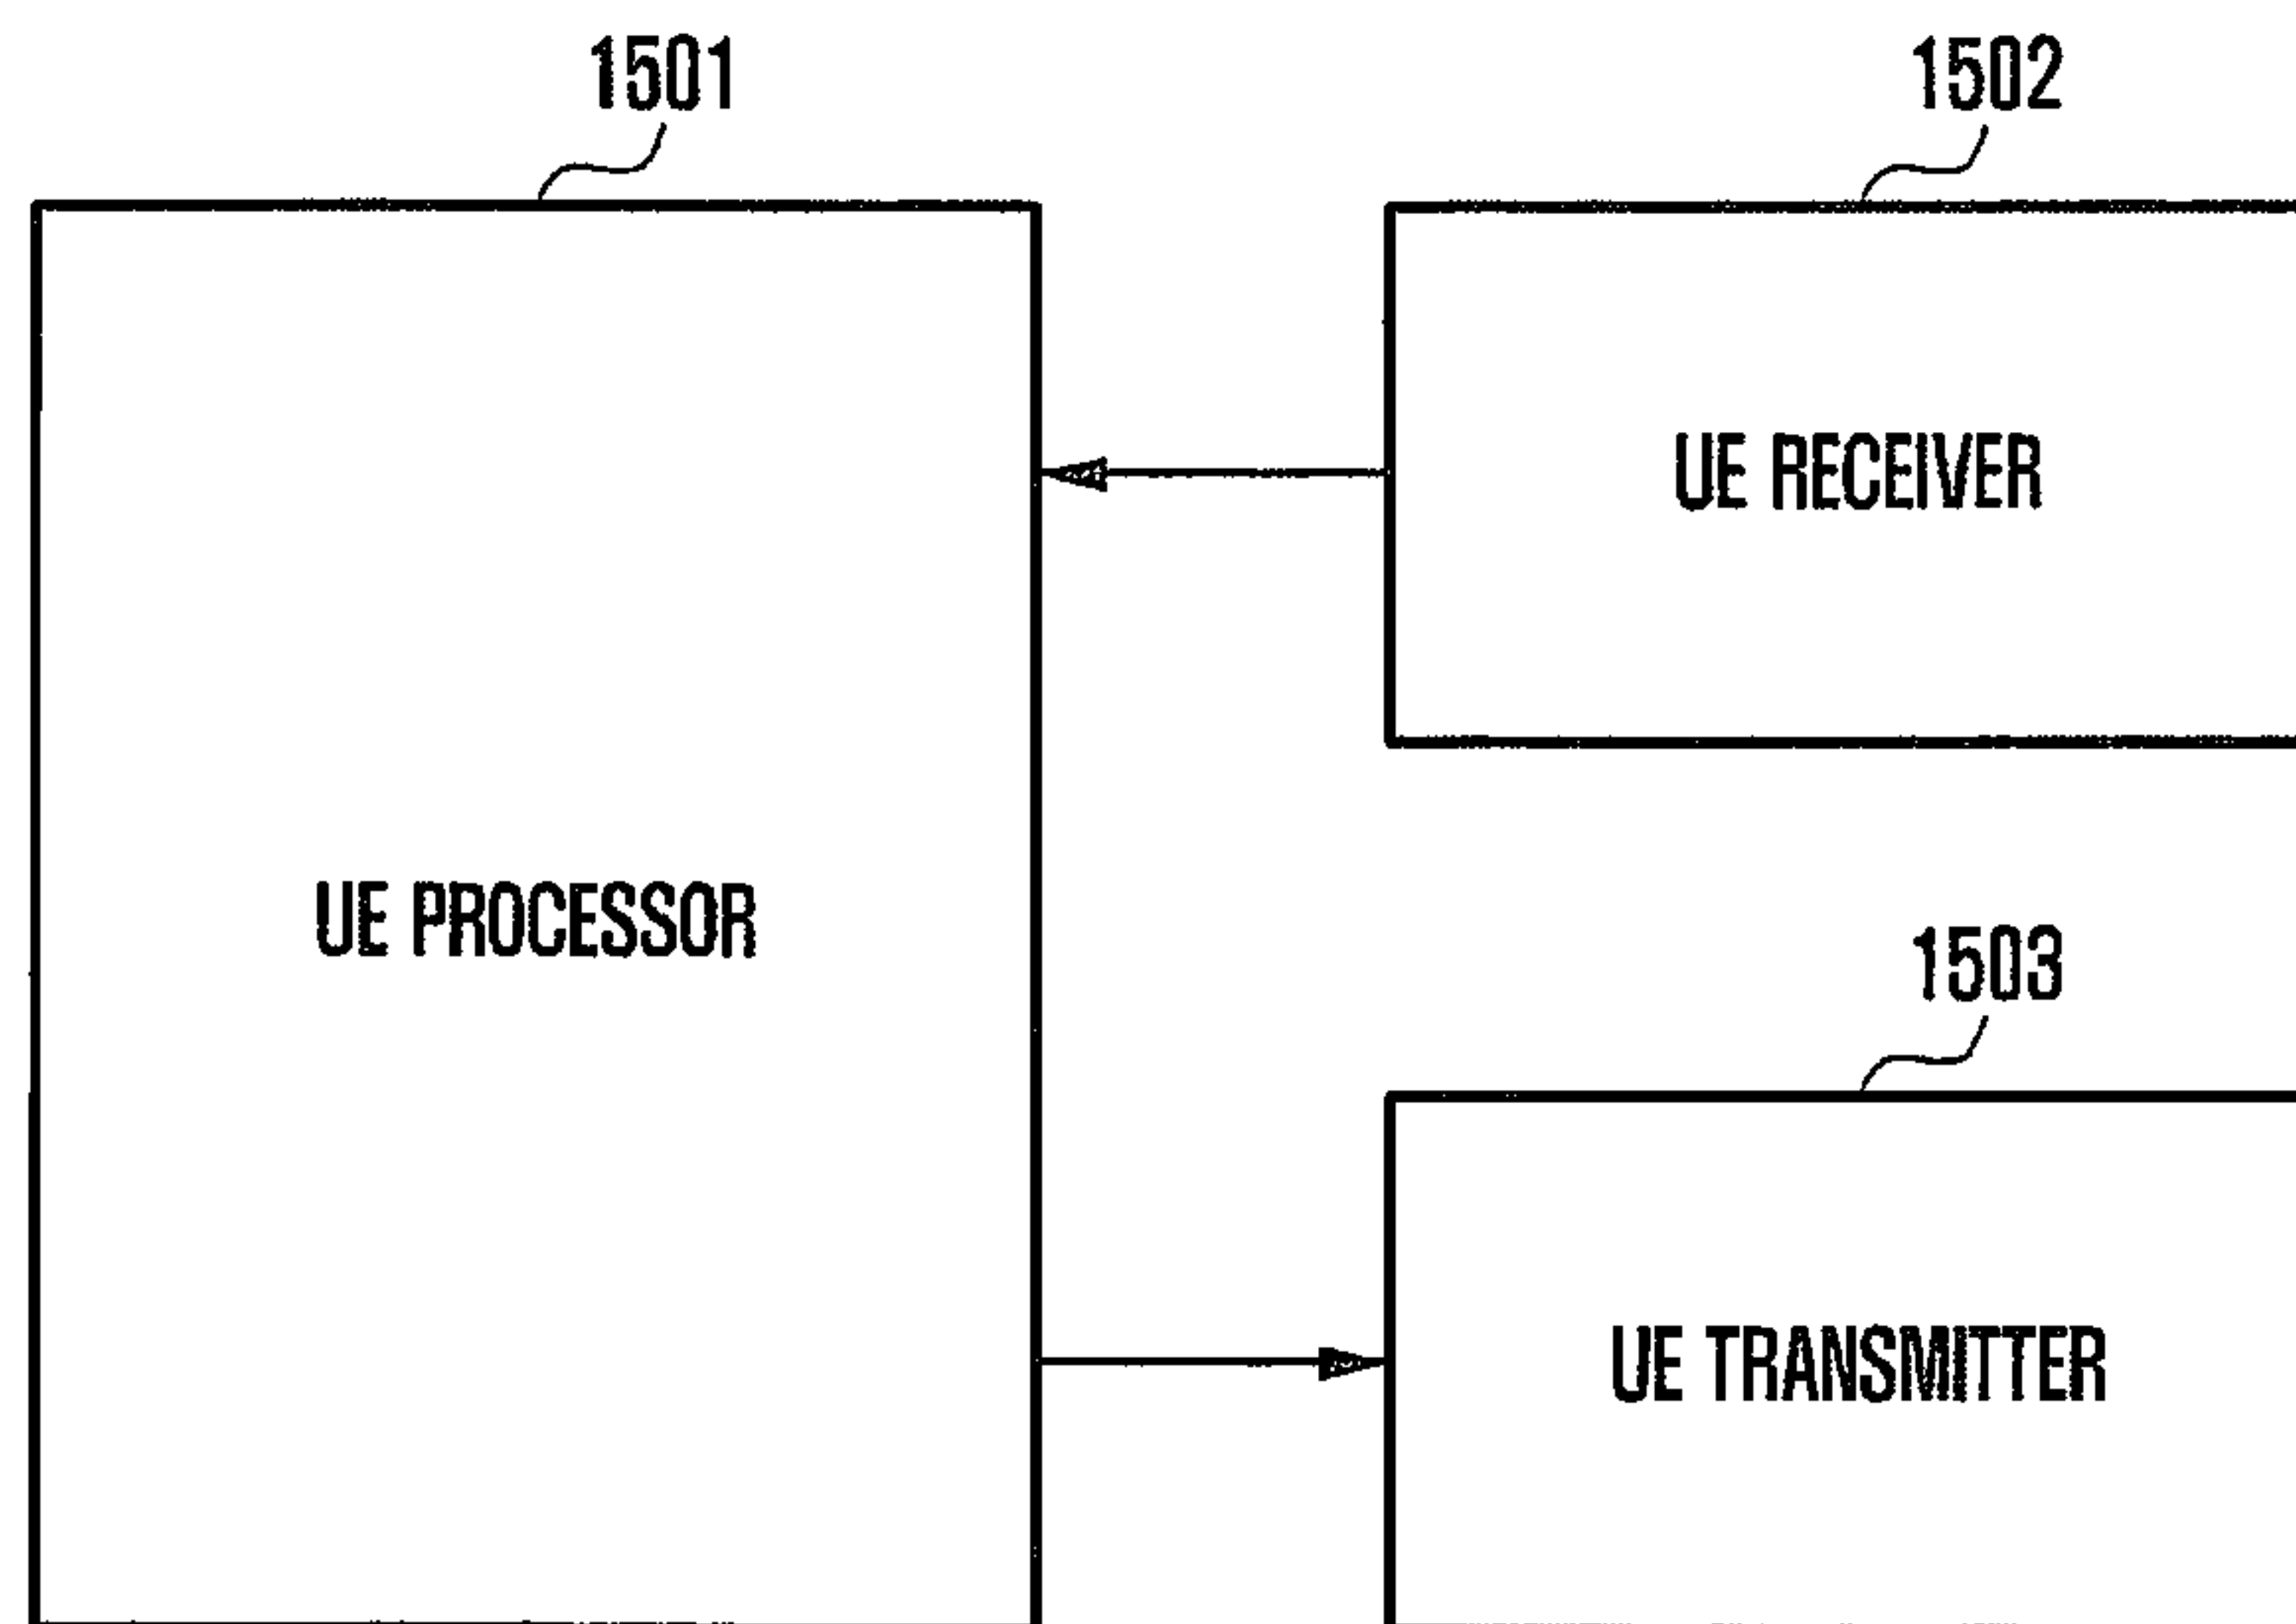 1501
1502
UE RECEIVER
UE PROCESSOR
1503
UE TRANSMITTER